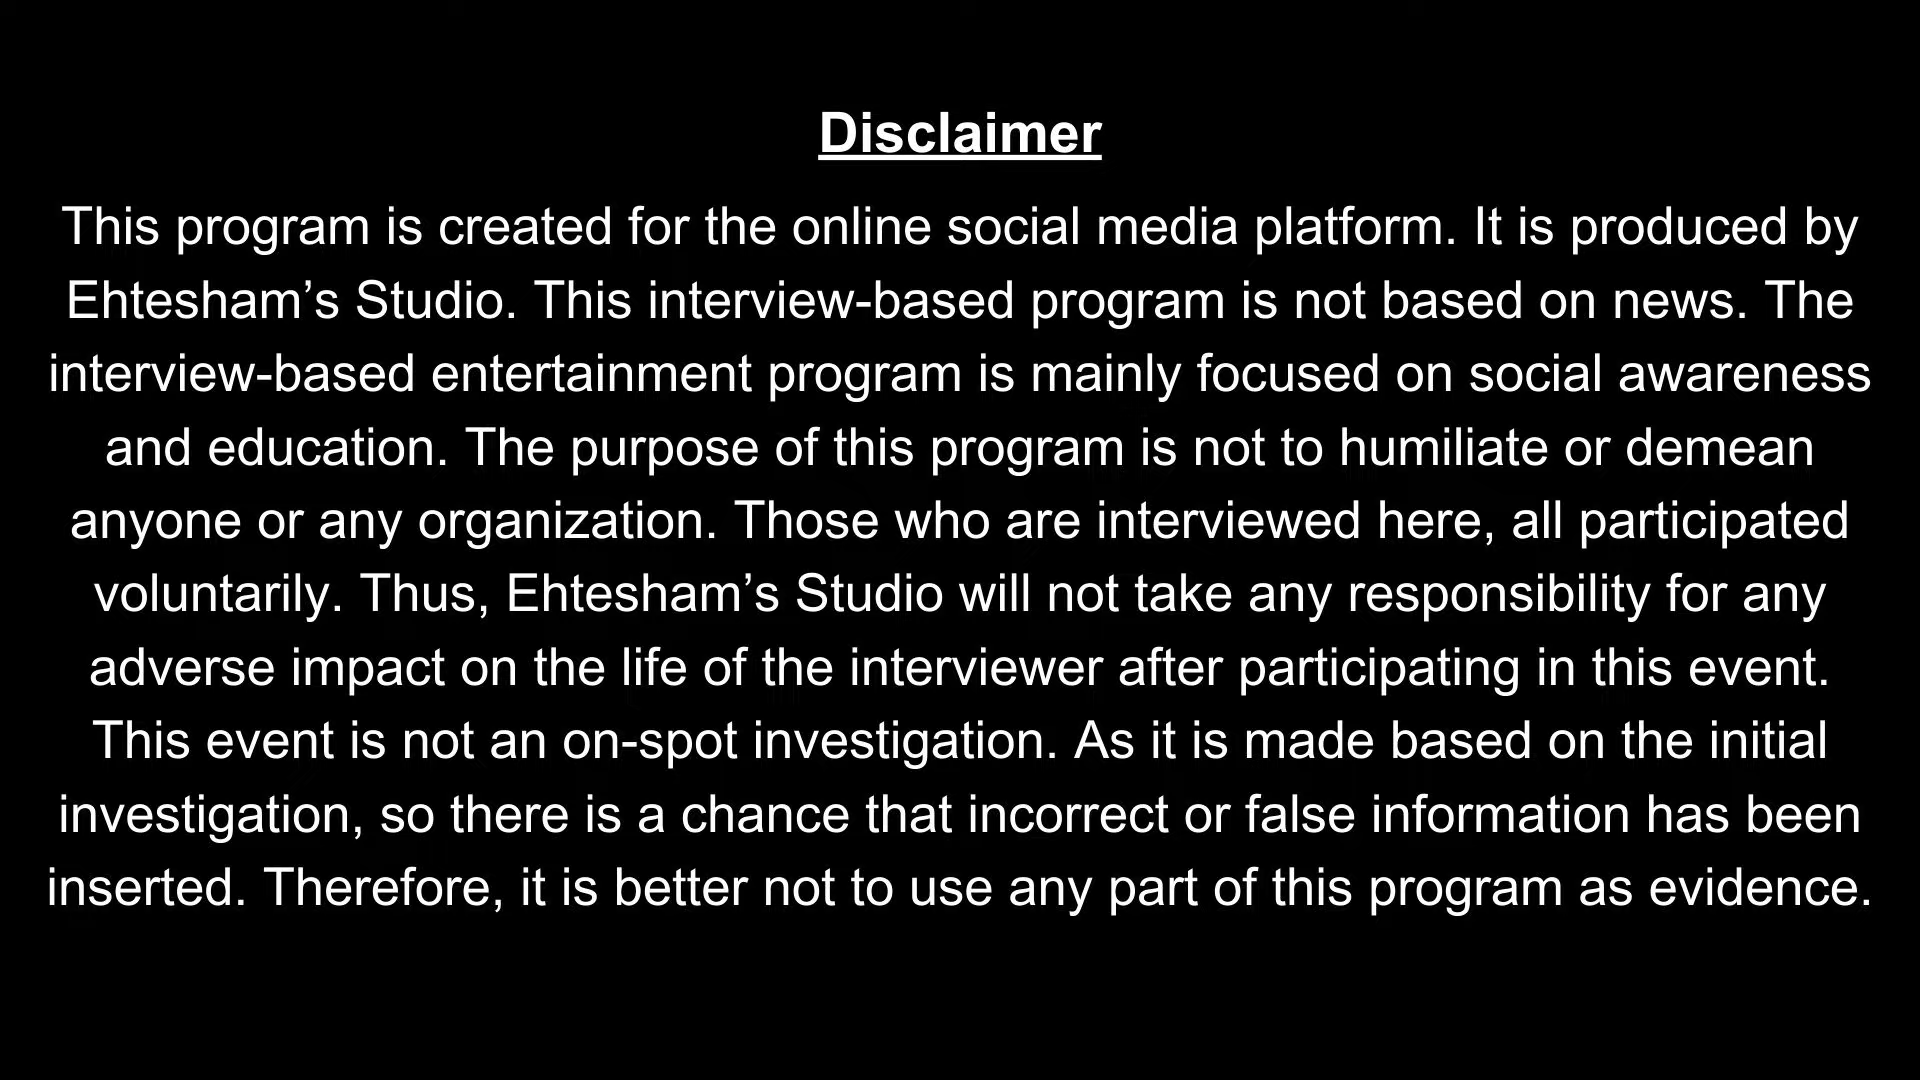 Disclaimer
This program is created for the online social media platform. It is produced by
Ehtesham’s Studio. This interview-based program is not based on news. The
interview-based entertainment program is mainly focused on social awareness
and education. The purpose of this program is not to humiliate or demean
anyone or any organization. Those who are interviewed here, all participated
voluntarily. Thus, Ehtesham’s Studio will not take any responsibility for any
adverse impact on the life of the interviewer after participating in this event.
This event is not an on-spot investigation. As it is made based on the initial
investigation, so there is a chance that incorrect or false information has been
inserted. Therefore, it is better not to use any part of this program as evidence.